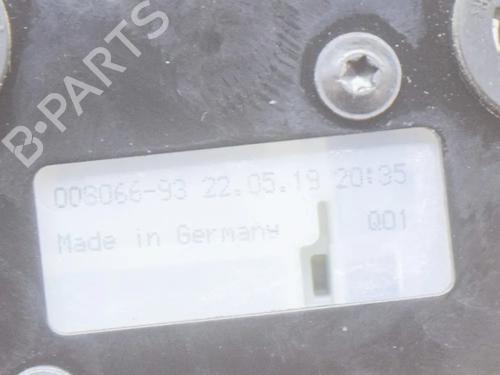 B-PARTS
008066-93 22.05.19 20:35
Made in Germany Q01